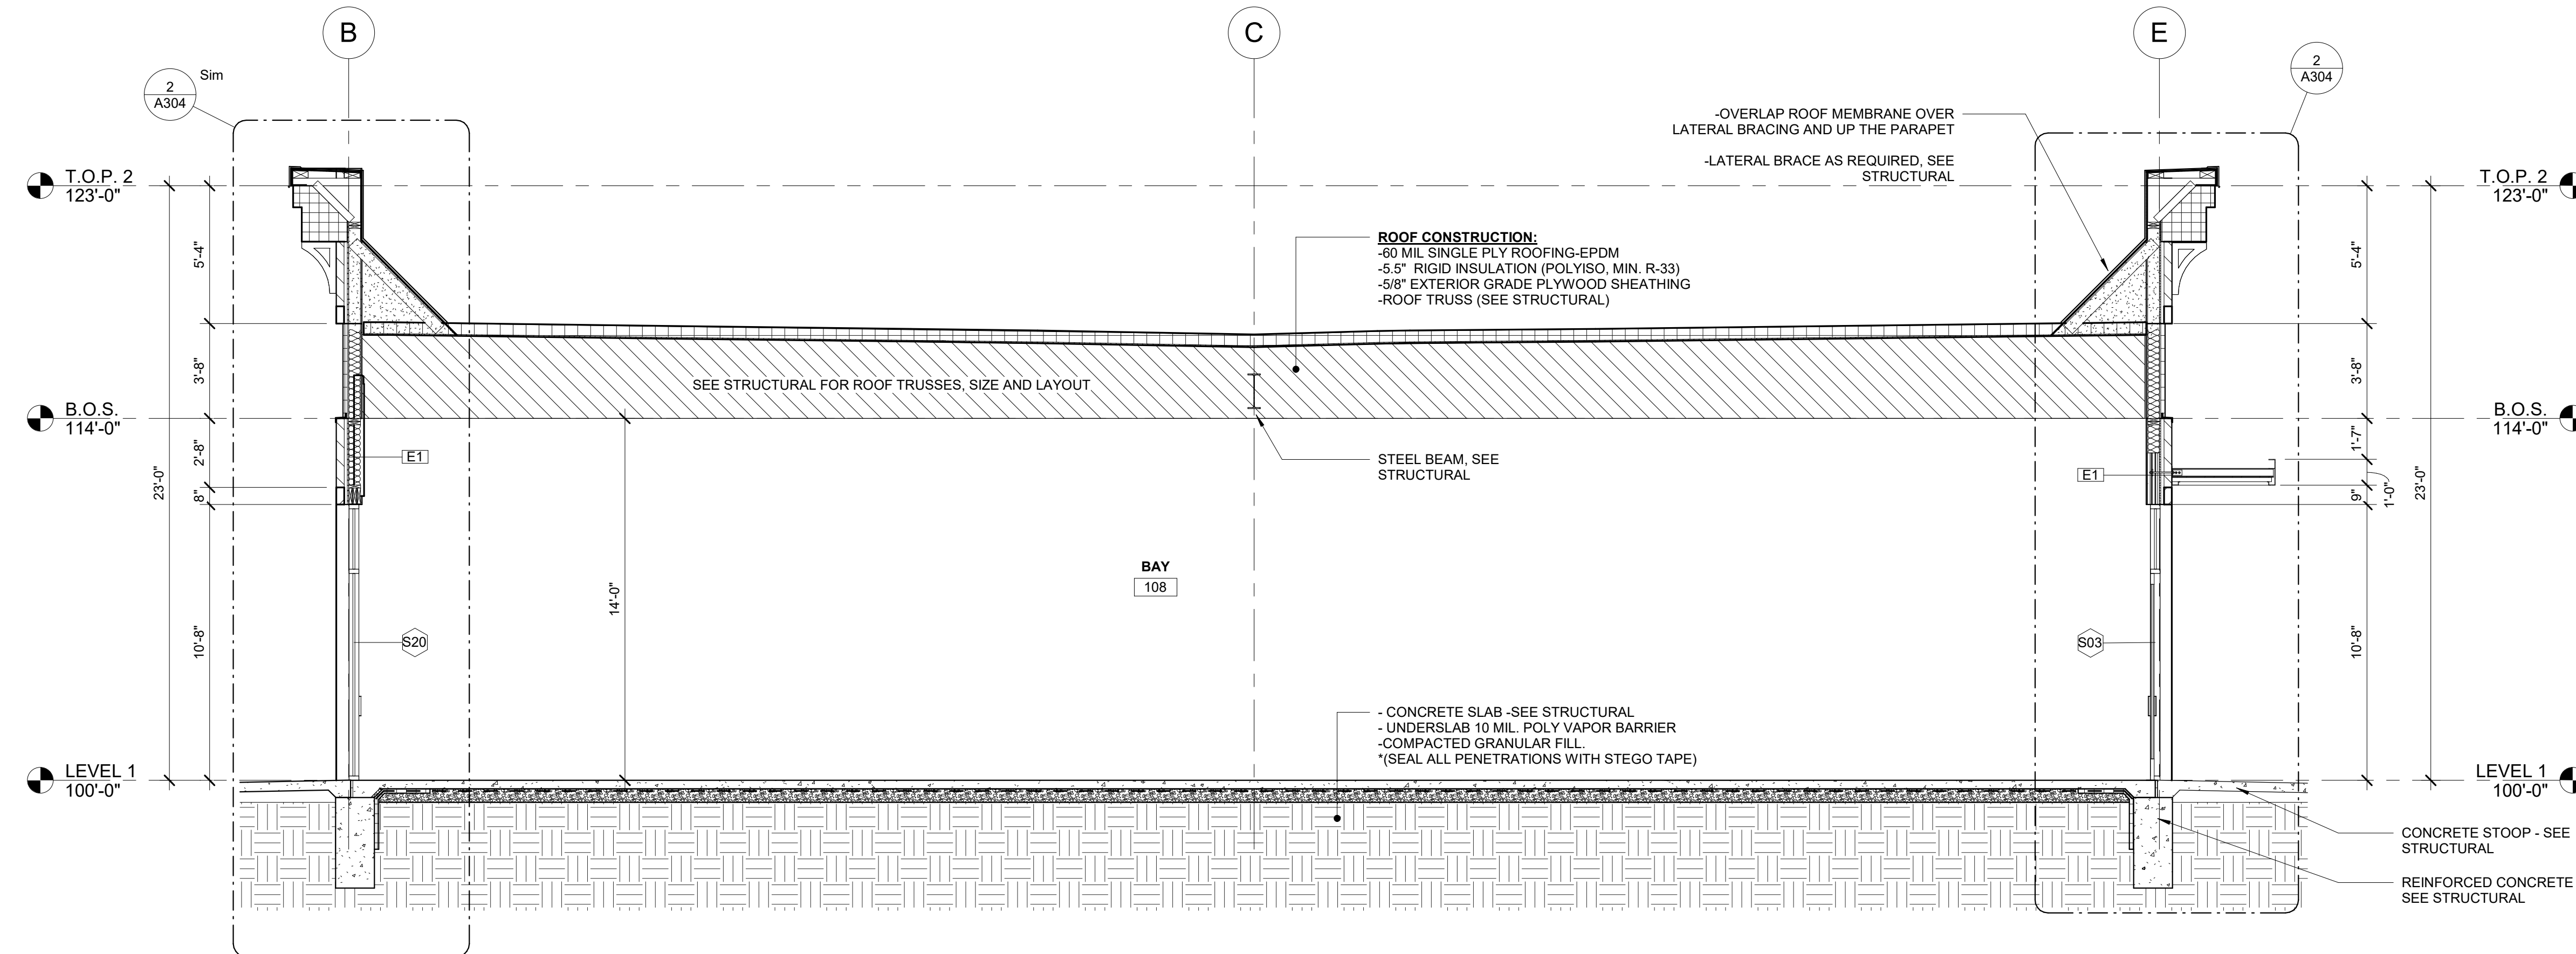 B
C
E
2
A304
Sim
2
A304
-OVERLAP ROOF MEMBRANE OVER
LATERAL BRACING AND UP THE PARAPET
-LATERAL BRACE AS REQUIRED, SEE
STRUCTURAL
T.O.P. 2
123'-0"
T.O.P. 2
123'-0"
ROOF CONSTRUCTION:
-60 MIL SINGLE PLY ROOFING-EPDM
-5.5" RIGID INSULATION (POLYISO, MIN. R-33)
-5/8" EXTERIOR GRADE PLYWOOD SHEATHING
-ROOF TRUSS (SEE STRUCTURAL)
5'-4"
5'-4"
3'-8"
3'-8"
SEE STRUCTURAL FOR ROOF TRUSSES, SIZE AND LAYOUT
B.O.S.
114'-0"
B.O.S.
114'-0"
2'-8"
E1
STEEL BEAM, SEE
STRUCTURAL
E1
1'-7"
23'-0"
8"
9"
1'-0"
23'-0"
BAY
108
14'-0"
10'-8"
S20
S03
10'-8"
- CONCRETE SLAB -SEE STRUCTURAL
- UNDERSLAB 10 MIL. POLY VAPOR BARRIER
-COMPACTED GRANULAR FILL.
*(SEAL ALL PENETRATIONS WITH STEGO TAPE)
LEVEL 1
100'-0"
LEVEL 1
100'-0"
CONCRETE STOOP - SEE
STRUCTURAL
REINFORCED CONCRETE
SEE STRUCTURAL